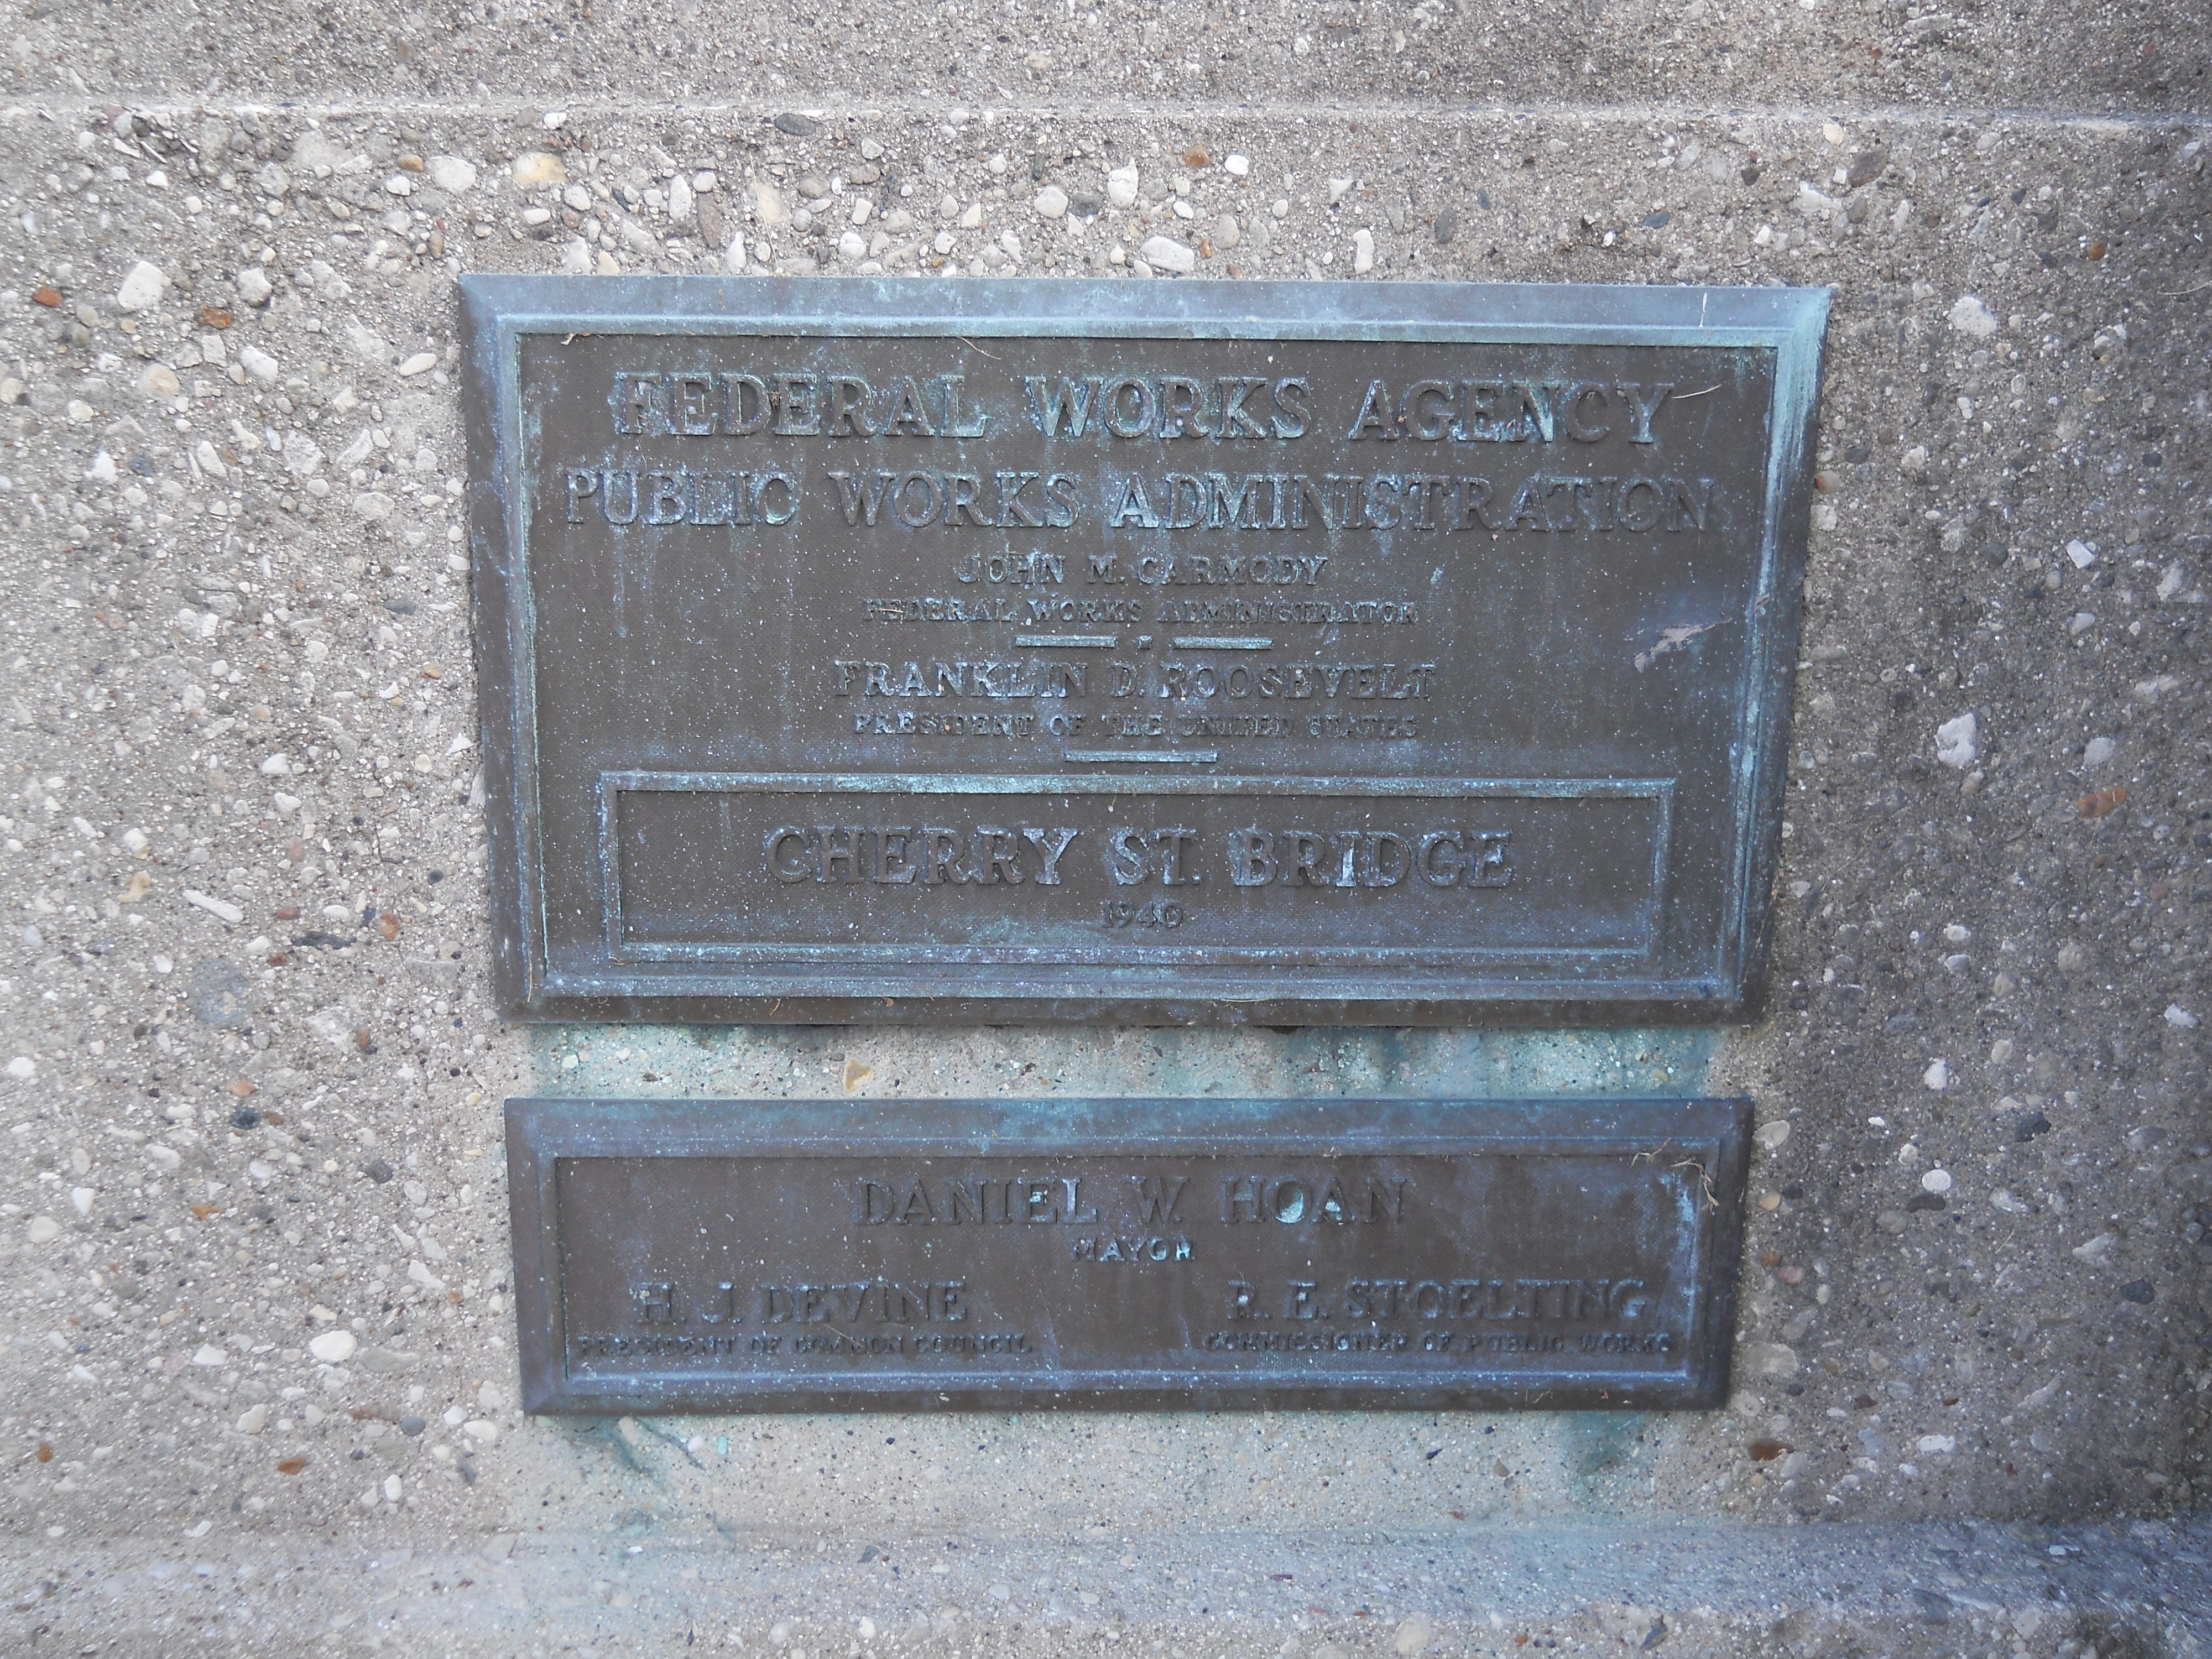 FEDERAL WORKS AGENCY
PUBLIC WORKS ADMINISTRATION
JOHN M. CARMODY
FEDERAL WORKS ADMINISTRATOR
FRANKLIN D. ROOSEVELT
PRESIDENT OF THE UNITED STATES
CHERRY ST. BRIDGE
1940
DANIEL W. HOAN
MAYOR
H. J. DEVINE R. E. STOELTING
PRESIDENT OF COMMON COUNCIL COMMISSIONER OF PUBLIC WORKS